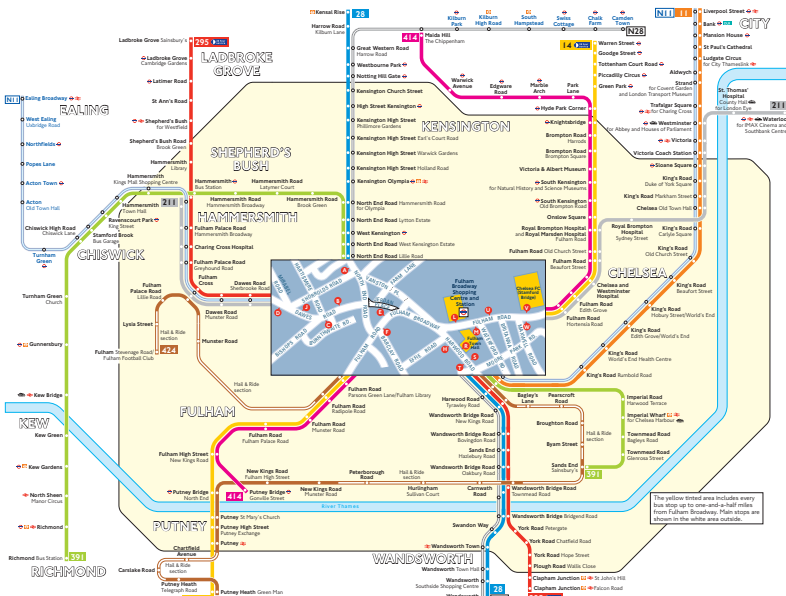 Kensal Rise
28
Harrow Road
Kilburn Lane
Great Western Road
Harrow Road
Westbourne Park
Notting Hill Gate
Kensington Church Street
High Street Kensington
Kensington High Street
Phillimore Gardens
Kensington High Street Earl's Court Road
Kensington High Street Warwick Gardens
Kensington High Street Holland Road
Kensington Olympia
North End Road Hammersmith Road
for Olympia
North End Road Lytton Estate
West Kensington
North End Road West Kensington Estate
North End Road Lillie Road
414
Maida Hill
The Chippenham
Kilburn
Park
Kilburn
High Road
South
Hampstead
Swiss
Cottage
Chalk
Farm
Camden
Town
N28
Warwick
Avenue
Edgware
Road
Marble
Arch
Park
Lane
Hyde Park Corner
Knightsbridge
Brompton Road
Harrods
Brompton Road
Brompton Square
Victoria & Albert Museum
South Kensington
for Natural History and Science Museums
South Kensington
Old Brompton Road
Onslow Square
Royal Brompton Hospital
and Royal Marsden Hospital
Fulham Road
Fulham Road Old Church Street
Fulham Road
Beaufort Street
Chelsea and
Westminster
Hospital
Fulham Road
Edith Grove
Fulham Road
Hortensia Road
14
Warren Street
Goodge Street
Tottenham Court Road
Piccadilly Circus
Green Park
N11
11
Liverpool Street
Bank
CITY
Mansion House
St Paul's Cathedral
Ludgate Circus
for City Thameslink
Aldwych
Strand
for Covent Garden
and London Transport Museum
Trafalgar Square
for Charing Cross
Westminster
for Abbey and Houses of Parliament
Victoria
Victoria Coach Station
Sloane Square
King's Road
Duke of York Square
King's Road Markham Street
Chelsea Old Town Hall
King's Road
Carlyle Square
King's Road
Old Church Street
King's Road
Beaufort Street
King's Road
King's Road
Edith Grove/World's End
King's Road
World's End Health Centre
King's Road Rumbold Road
St. Thomas'
Hospital
County Hall
for London Eye
211
Waterloo
for IMAX Cinema and
Southbank Centre
Royal Brompton
Hospital
Sydney Street
CHELSEA
KENSINGTON
Ladbroke Grove Sainsbury's
295
LADBROKE
GROVE
Ladbroke Grove
Cambridge Gardens
Latimer Road
St Ann's Road
Shepherd's Bush
for Westfield
Shepherd's Bush Road
Brook Green
Hammersmith
Library
SHEPHERD'S
BUSH
Hammersmith
Bus Station
Hammersmith Road
Latymer Court
Hammersmith Road
Hammersmith Broadway
Hammersmith Road
Brook Green
HAMMERSMITH
211
Fulham Palace Road
Hammersmith Broadway
Charing Cross Hospital
Fulham Palace Road
Greyhound Road
N11
Ealing Broadway
EALING
West Ealing
Uxbridge Road
Northfields
Popes Lane
Acton Town
Acton
Old Town Hall
Turnham
Green
Hammersmith
Kings Mall Shopping Centre
Hammersmith
Town Hall
Ravenscourt Park
King Street
Stamford Brook
Bus Garage
Chiswick High Road
Chiswick Lane
CHISWICK
Turnham Green
Church
Gunnersbury
Kew Bridge
KEW
Kew Green
Kew Gardens
North Sheen
Manor Circus
Richmond
Richmond Bus Station
391
RICHMOND
Fulham
Cross
Dawes Road
Sherbrooke Road
Dawes Road
Munster Road
Munster Road
Fulham
Palace Road
Lillie Road
Lysia Street
Hall & Ride
section
Fulham Stevenage Road/
Fulham Football Club
424
Hail & Ride
section
FULHAM
Fulham
Broadway
Shopping
Centre and
Station
Chelsea FC
(Stamford
Bridge)
FULHAM BROADWAY
FULHAM ROAD
Fulham Road
Parsons Green Lane/Fulham Library
Fulham Road
Radipole Road
Fulham Road
Munster Road
Fulham Road
Fulham Palace Road
Fulham High Street
New Kings Road
New Kings Road
Fulham High Street
414
Putney Bridge
North End
Putney Bridge
Gonville Street
New Kings Road
Munster Road
Peterborough
Road
Hail & Ride
section
Hurlingham
Sullivan Court
Carnwath
Road
River Thames
PUTNEY
Putney St Mary's Church
Putney High Street
Putney Exchange
Putney
Chartfield
Avenue
Hail & Ride
section
Carslake Road
Putney Heath
Telegraph Road
Putney Heath Green Man
Harwood Road
Tyrawley Road
Wandsworth Bridge Road
New Kings Road
Wandsworth Bridge Road
Bovingdon Road
Sands End
Hazlebury Road
Wandsworth Bridge Road
Oakbury Road
Bagley's
Lane
Pearscroft
Road
Broughton Road
Byam Street
Sands End
Sainsbury's
Hail & Ride
section
391
Imperial Road
Harwood Terrace
Imperial Wharf
for Chelsea Harbour
Townmead Road
Bagleys Road
Townmead Road
Glenrosa Street
Wandsworth Bridge Road
Townmead Road
Wandsworth Bridge Bridgend Road
Swandon Way
York Road Petergate
Wandsworth Town
York Road Chatfield Road
York Road Hope Street
WANDSWORTH
Wandsworth Town Hall
Plough Road Wallis Close
Wandsworth
Southside Shopping Centre
28
Clapham Junction St John's Hill
Clapham Junction Falcon Road
The yellow tinted area includes every
bus stop up to one-and-a-half miles
from Fulham Broadway. Main stops are
shown in the white area outside.